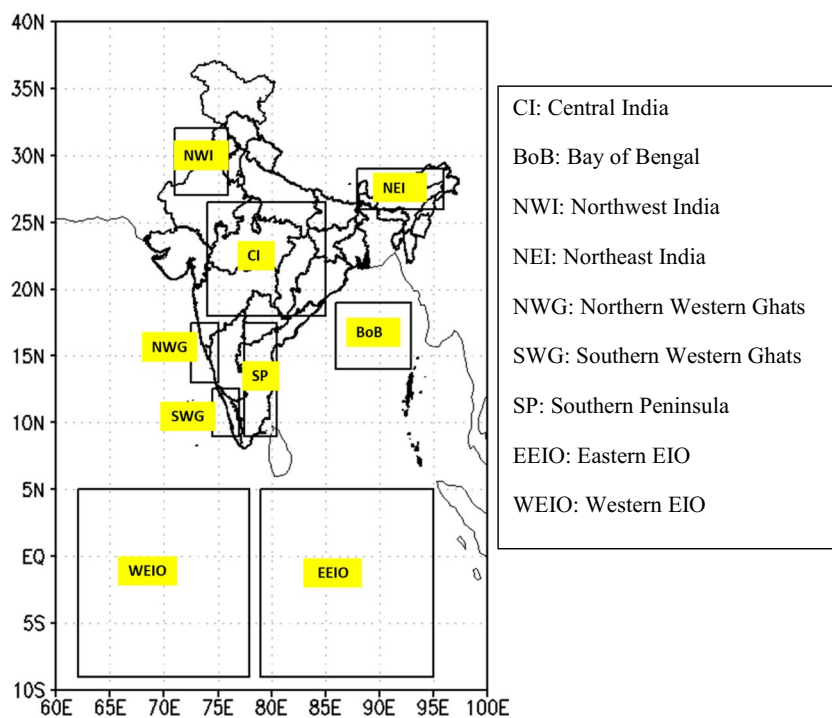 40N
35N
30N
25N
20N
15N
10N
5N
EQ
5S
10S
60E 65E 70E 75E 80E 85E 90E 95E 100E
NWI
NEI
CI
BoB
NWG
SP
SWG
WEIO
EEIO
CI: Central India
BoB: Bay of Bengal
NWI: Northwest India
NEI: Northeast India
NWG: Northern Western Ghats
SWG: Southern Western Ghats
SP: Southern Peninsula
EEIO: Eastern EIO
WEIO: Western EIO